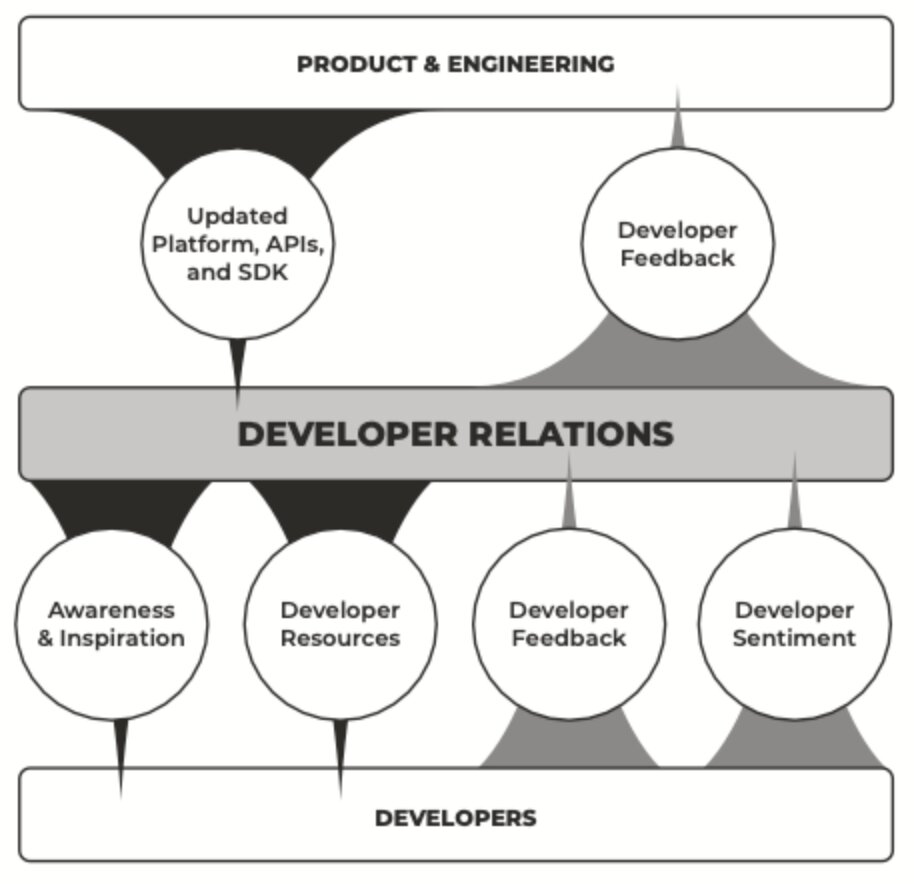 PRODUCT & ENGINEERING
Updated
Platform, APIs,
and SDK
Developer
Feedback
DEVELOPER RELATIONS
Awareness
& Inspiration
Developer
Resources
Developer
Feedback
Developer
Sentiment
DEVELOPERS